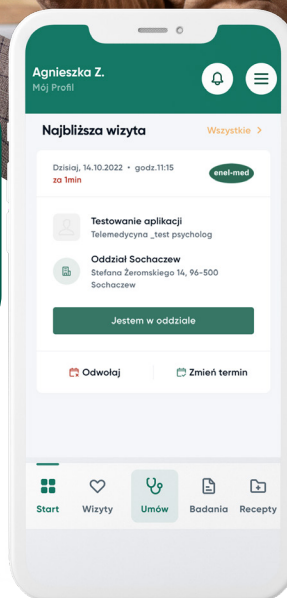 Agnieszka Z.
Mój Profil
Najbliższa wizyta
Wszystkie >
Dzisiaj, 14.10.2022 • godz.11:15
za 1min
enel-med
Testowanie aplikacji
Telemedycyna _test psycholog
Oddział Sochaczew
Stefana Żeromskiego 14, 96-500
Sochaczew
Jestem w oddziale
Odwołaj
Zmień termin
Start
Wizyty
Umów
Badania
Recepty